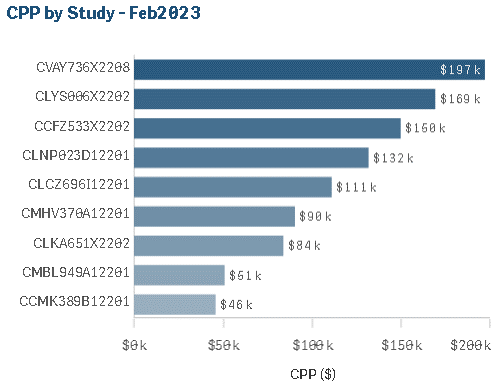 CPP by Study - Feb2023
CVAY736X2208 $197k
CLYS006X2202 $169k
CCFZ533X2202 $150k
CLNP023D12201 $132k
CLCZ696I12201 $111k
CMHV370A12201 $90k
CLKA651X2202 $84k
CMBL949A12201 $51k
CCMK389B12201 $46k
$0k $50k $100k $150k $200k
CPP ($)